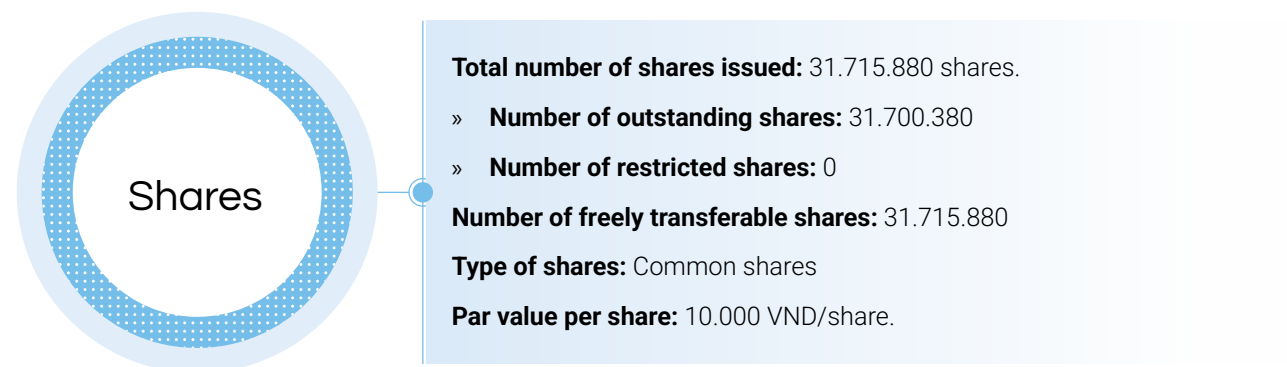 Shares
Total number of shares issued: 31.715.880 shares.
» Number of outstanding shares: 31.700.380
» Number of restricted shares: 0
Number of freely transferable shares: 31.715.880
Type of shares: Common shares
Par value per share: 10.000 VND/share.